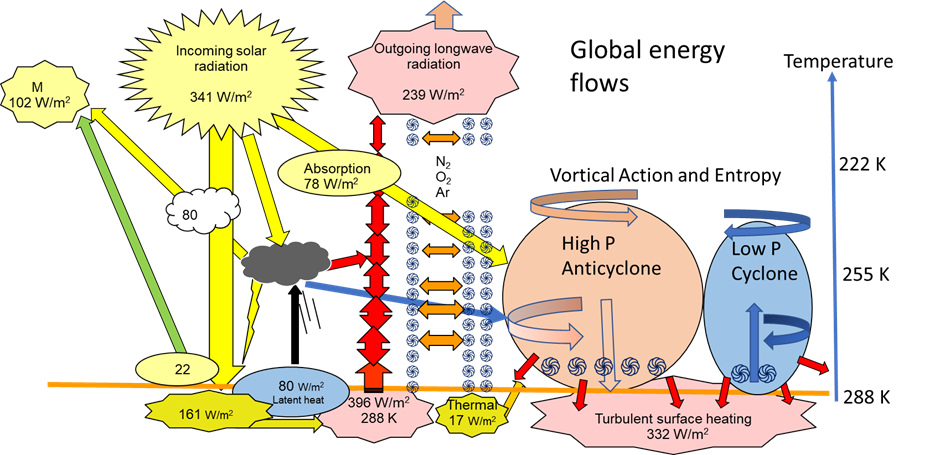 Incoming solar
radiation
341 W/m²
Outgoing longwave
radiation
239 W/m²
Global energy
flows
Temperature
M
102 W/m²
Absorption
78 W/m²
N₂
O₂
Ar
222 K
Vortical Action and Entropy
80
High P
Anticyclone
Low P
Cyclone
255 K
22
80 W/m²
Latent heat
161 W/m²
396 W/m²
288 K
Thermal
17 W/m²
288 K
Turbulent surface heating
332 W/m²